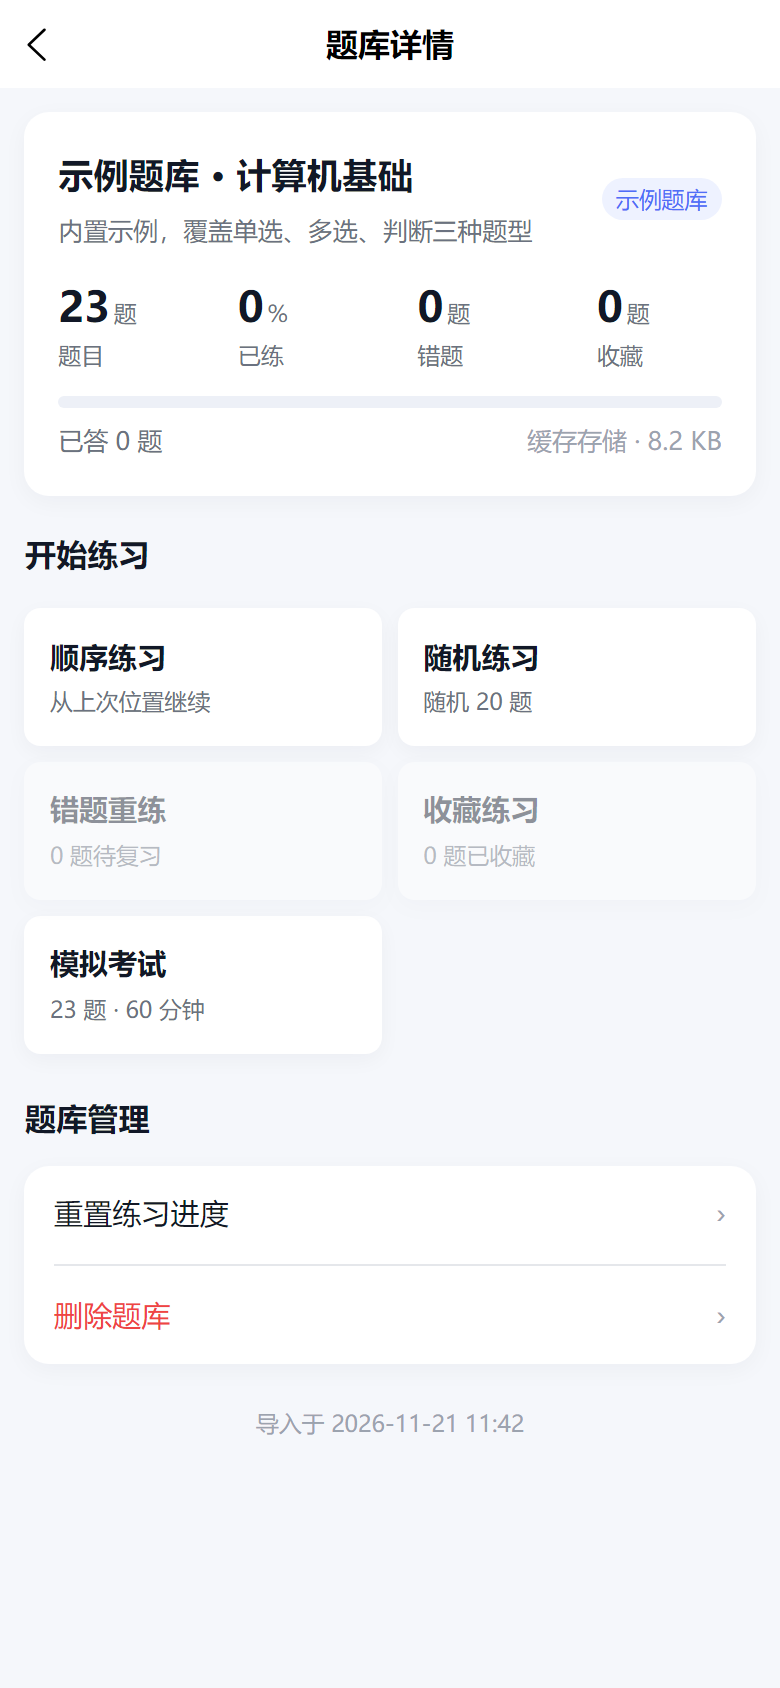 题库详情
示例题库 · 计算机基础
示例题库
内置示例，覆盖单选、多选、判断三种题型
23 题
0 %
0 题
0 题
题目
已练
错题
收藏
已答 0 题
缓存存储 · 8.2 KB
开始练习
顺序练习
从上次位置继续
随机练习
随机 20 题
错题重练
0 题待复习
收藏练习
0 题已收藏
模拟考试
23 题 · 60 分钟
题库管理
重置练习进度
删除题库
导入于 2026-11-21 11:42